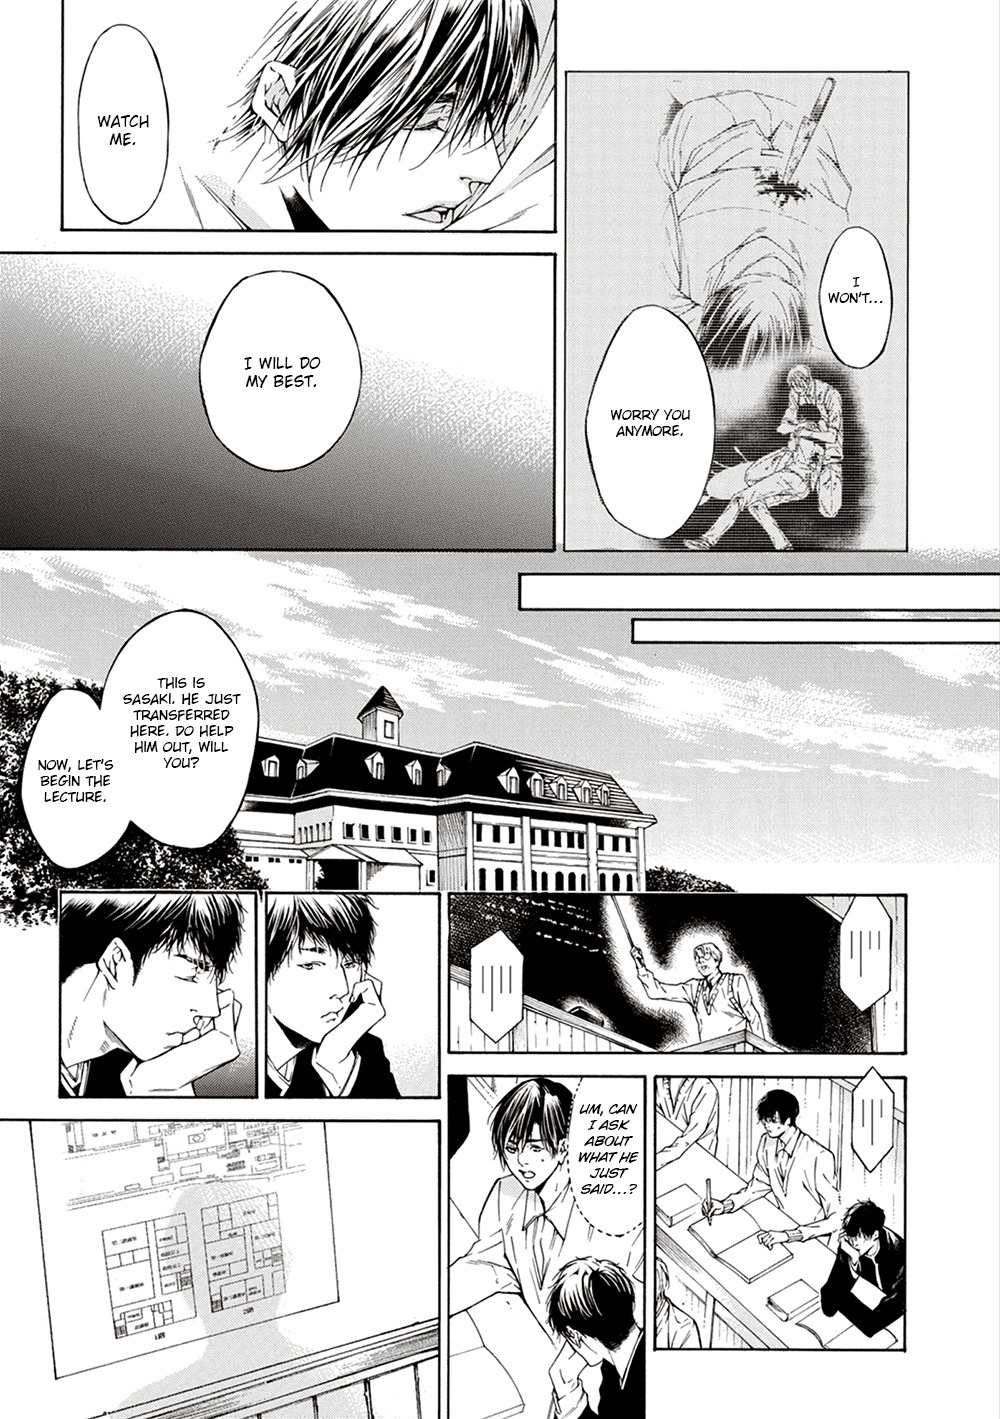 I
WON'T...
WORRY YOU
ANYMORE.
WATCH
ME.
I WILL DO
MY BEST.
THIS IS
SASAKI. HE JUST
TRANSFERRED
HERE. DO HELP
HIM OUT, WILL
YOU?
NOW, LET'S
BEGIN THE
LECTURE.
UM, CAN
I ASK
ABOUT
WHAT HE
JUST
SAID...?